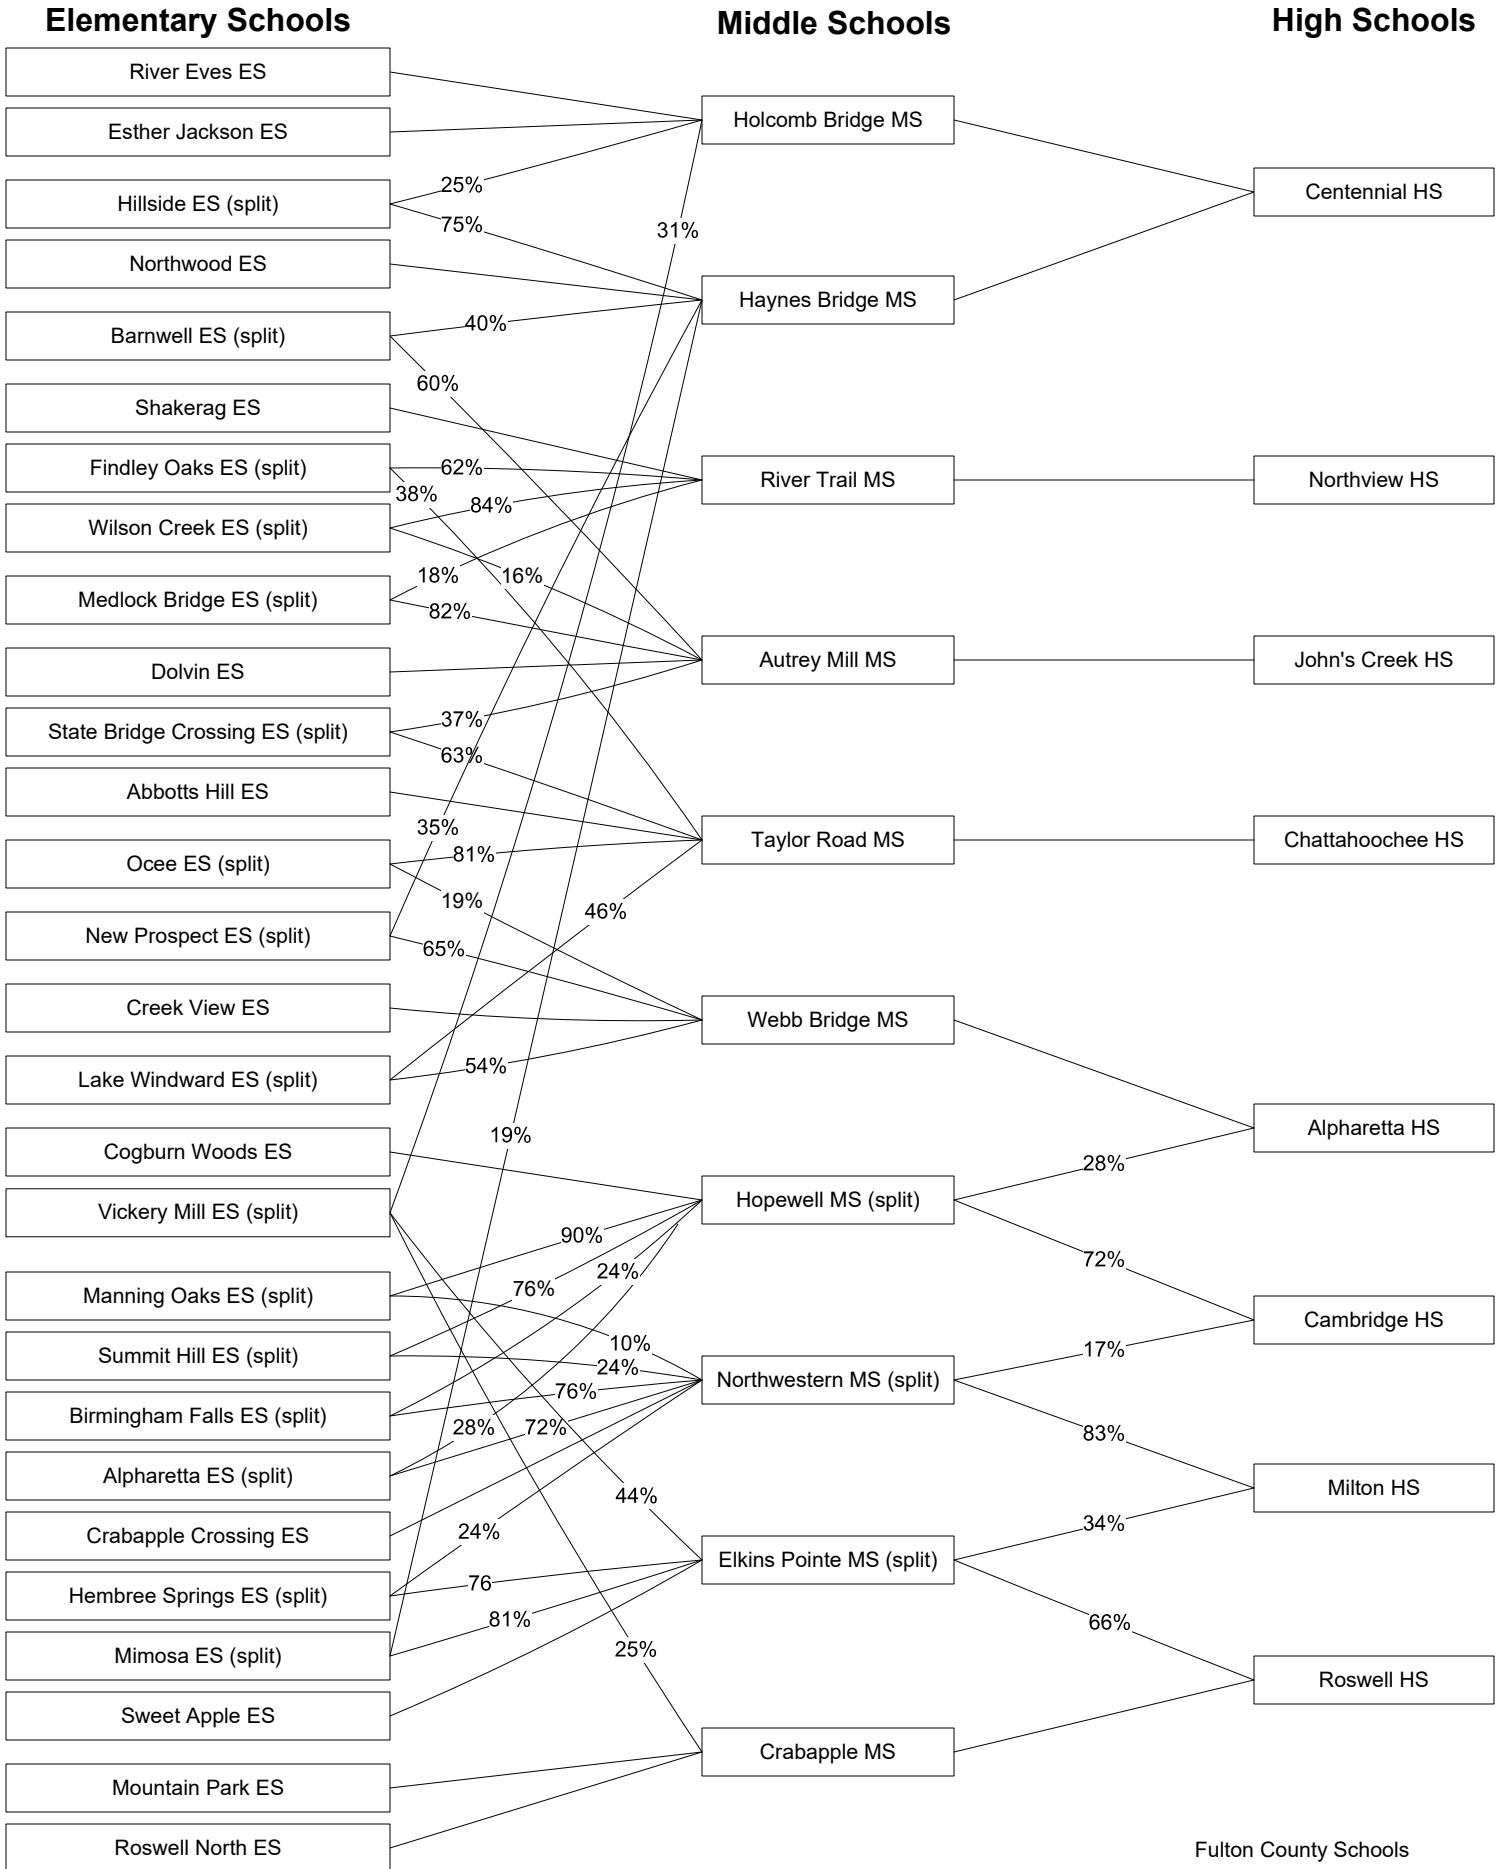 Elementary Schools
Middle Schools
High Schools
River Eves ES
Esther Jackson ES
Hillside ES (split)
Northwood ES
Barnwell ES (split)
Shakerag ES
Findley Oaks ES (split)
Wilson Creek ES (split)
Medlock Bridge ES (split)
Dolvin ES
State Bridge Crossing ES (split)
Abbotts Hill ES
Ocee ES (split)
New Prospect ES (split)
Creek View ES
Lake Windward ES (split)
Cogburn Woods ES
Vickery Mill ES (split)
Manning Oaks ES (split)
Summit Hill ES (split)
Birmingham Falls ES (split)
Alpharetta ES (split)
Crabapple Crossing ES
Hembree Springs ES (split)
Mimosa ES (split)
Sweet Apple ES
Mountain Park ES
Roswell North ES
25%
75%
31%
40%
60%
62%
38%
84%
18%
16%
82%
37%
63%
35%
81%
19%
46%
65%
54%
19%
90%
24%
76%
10%
24%
76%
28%
72%
44%
24%
76
81%
25%
Holcomb Bridge MS
Haynes Bridge MS
River Trail MS
Autrey Mill MS
Taylor Road MS
Webb Bridge MS
Hopewell MS (split)
Northwestern MS (split)
Elkins Pointe MS (split)
Crabapple MS
28%
72%
17%
83%
34%
66%
Centennial HS
Northview HS
John's Creek HS
Chattahoochee HS
Alpharetta HS
Cambridge HS
Milton HS
Roswell HS
Fulton County Schools